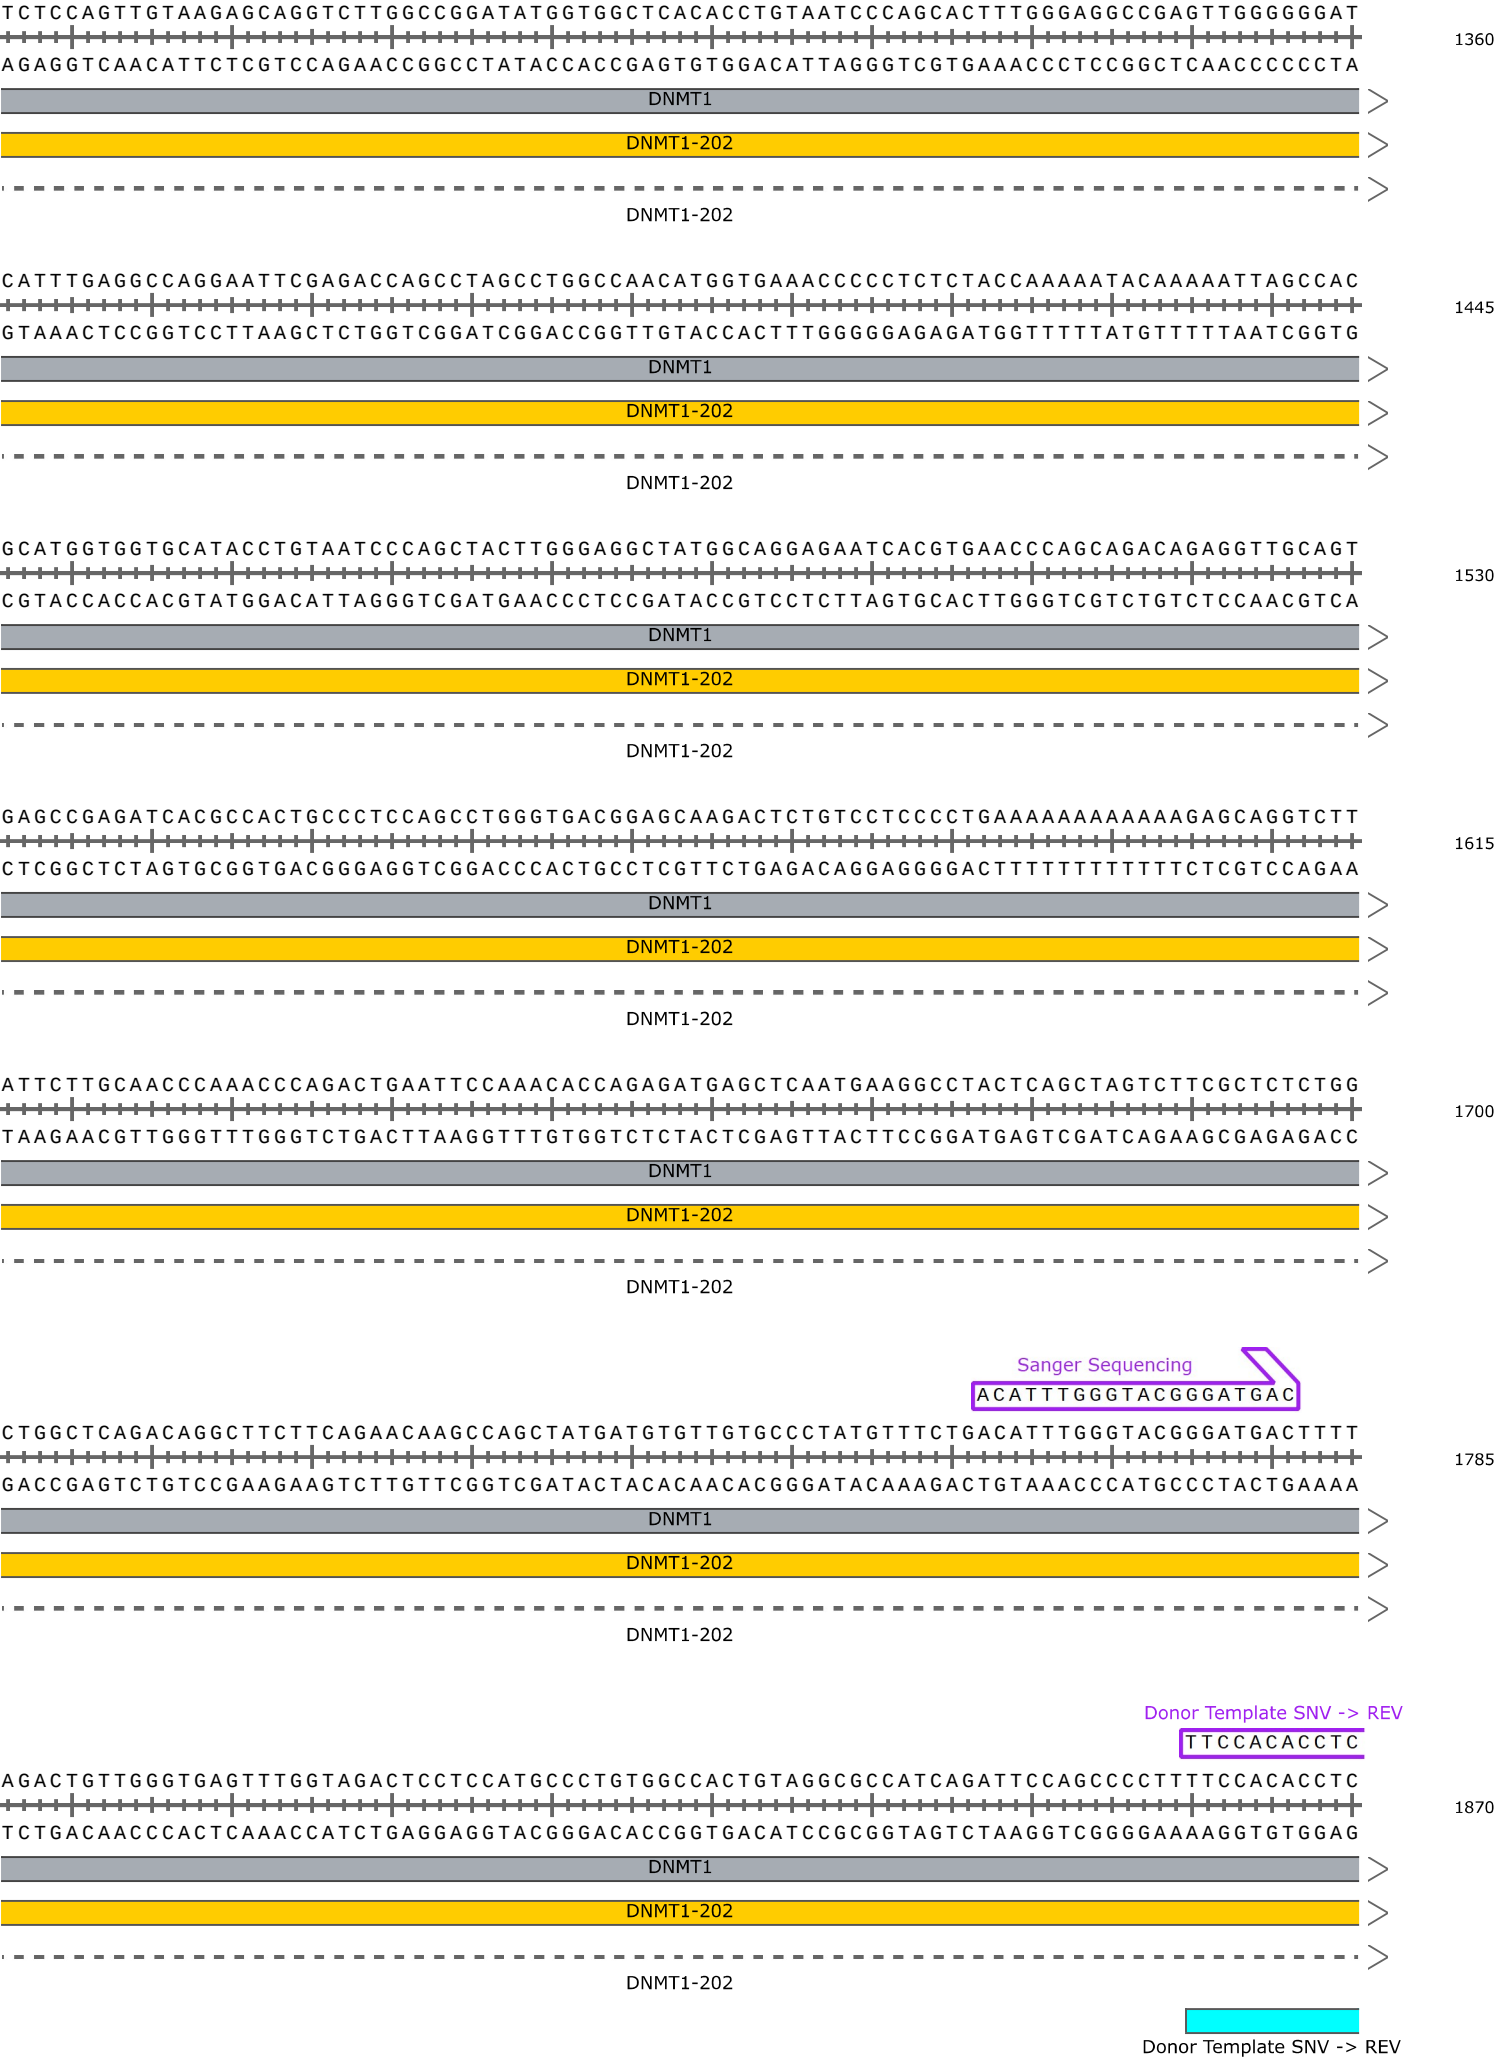 TCTCCAGTTGTAAGAGCAGGTCTTGGCCGGATATGGTGGCTCACACCTGTAATCCCAGCACTTTGGGAGGCCGAGTTGGGGGGAT
1360
AGAGGTCAACATTCTCGTCCAGAACCGGCCTATACCACCGAGTGTGGACATTAGGGTCGTGAAACCCTCCGGCTCAACCCCCCTA
DNMT1
DNMT1-202
DNMT1-202
CATTTGAGGCCAGGAATTCGAGACCAGCCTAGCCTGGCCAACATGGTGAAACCCCCTCTCTACCAAAAATACAAAAATTAGCCAC
1445
GTAAACTCCGGTCCTTAAGCTCTGGTCGGATCGGACCGGTTGTACCACTTTGGGGGAGAGATGGTTTTTATGTTTTTAATCGGTG
DNMT1
DNMT1-202
DNMT1-202
GCATGGTGGTGCATACCTGTAATCCCAGCTACTTGGGAGGCTATGGCAGGAGAATCACGTGAACCCAGCAGACAGAGGTTGCAGT
1530
CGTACCACCACGTATGGACATTAGGGTCGATGAACCCTCCGATACCGTCCTCTTAGTGCACTTGGGTCGTCTGTCTCCAACGTCA
DNMT1
DNMT1-202
DNMT1-202
GAGCCGAGATCACGCCACTGCCCTCCAGCCTGGGTGACGGAGCAAGACTCTGTCCTCCCCTGAAAAAAAAAAAAGAGCAGGTCTT
1615
CTCGGCTCTAGTGCGGTGACGGGAGGTCGGACCCACTGCCTCGTTCTGAGACAGGAGGGGACTTTTTTTTTTTTCTCGTCCAGAA
DNMT1
DNMT1-202
DNMT1-202
ATTCTTGCAACCCAAACCCAGACTGAATTCCAAACACCAGAGATGAGCTCAATGAAGGCCTACTCAGCTAGTCTTCGCTCTCTGG
1700
TAAGAACGTTGGGTTTGGGTCTGACTTAAGGTTTGTGGTCTCTACTCGAGTTACTTCCGGATGAGTCGATCAGAAGCGAGAGACC
DNMT1
DNMT1-202
DNMT1-202
Sanger Sequencing
ACATTTGGGTACGGGATGAC
CTGGCTCAGACAGGCTTCTTCAGAACAAGCCAGCTATGATGTGTTGTGCCCTATGTTTCTGACATTTGGGTACGGGATGACTTTT
1785
GACCGAGTCTGTCCGAAGAAGTCTTGTTCGGTCGATACTACACAACACGGGATACAAAGACTGTAAACCCATGCCCTACTGAAAA
DNMT1
DNMT1-202
DNMT1-202
Donor Template SNV -> REV
TTCCACACCTC
AGACTGTTGGGTGAGTTTGGTAGACTCCTCCATGCCCTGTGGCCACTGTAGGCGCCATCAGATTCCAGCCCCTTTTCCACACCTC
1870
TCTGACAACCCACTCAAACCATCTGAGGAGGTACGGGACACCGGTGACATCCGCGGTAGTCTAAGGTCGGGGAAAAGGTGTGGAG
DNMT1
DNMT1-202
DNMT1-202
Donor Template SNV -> REV